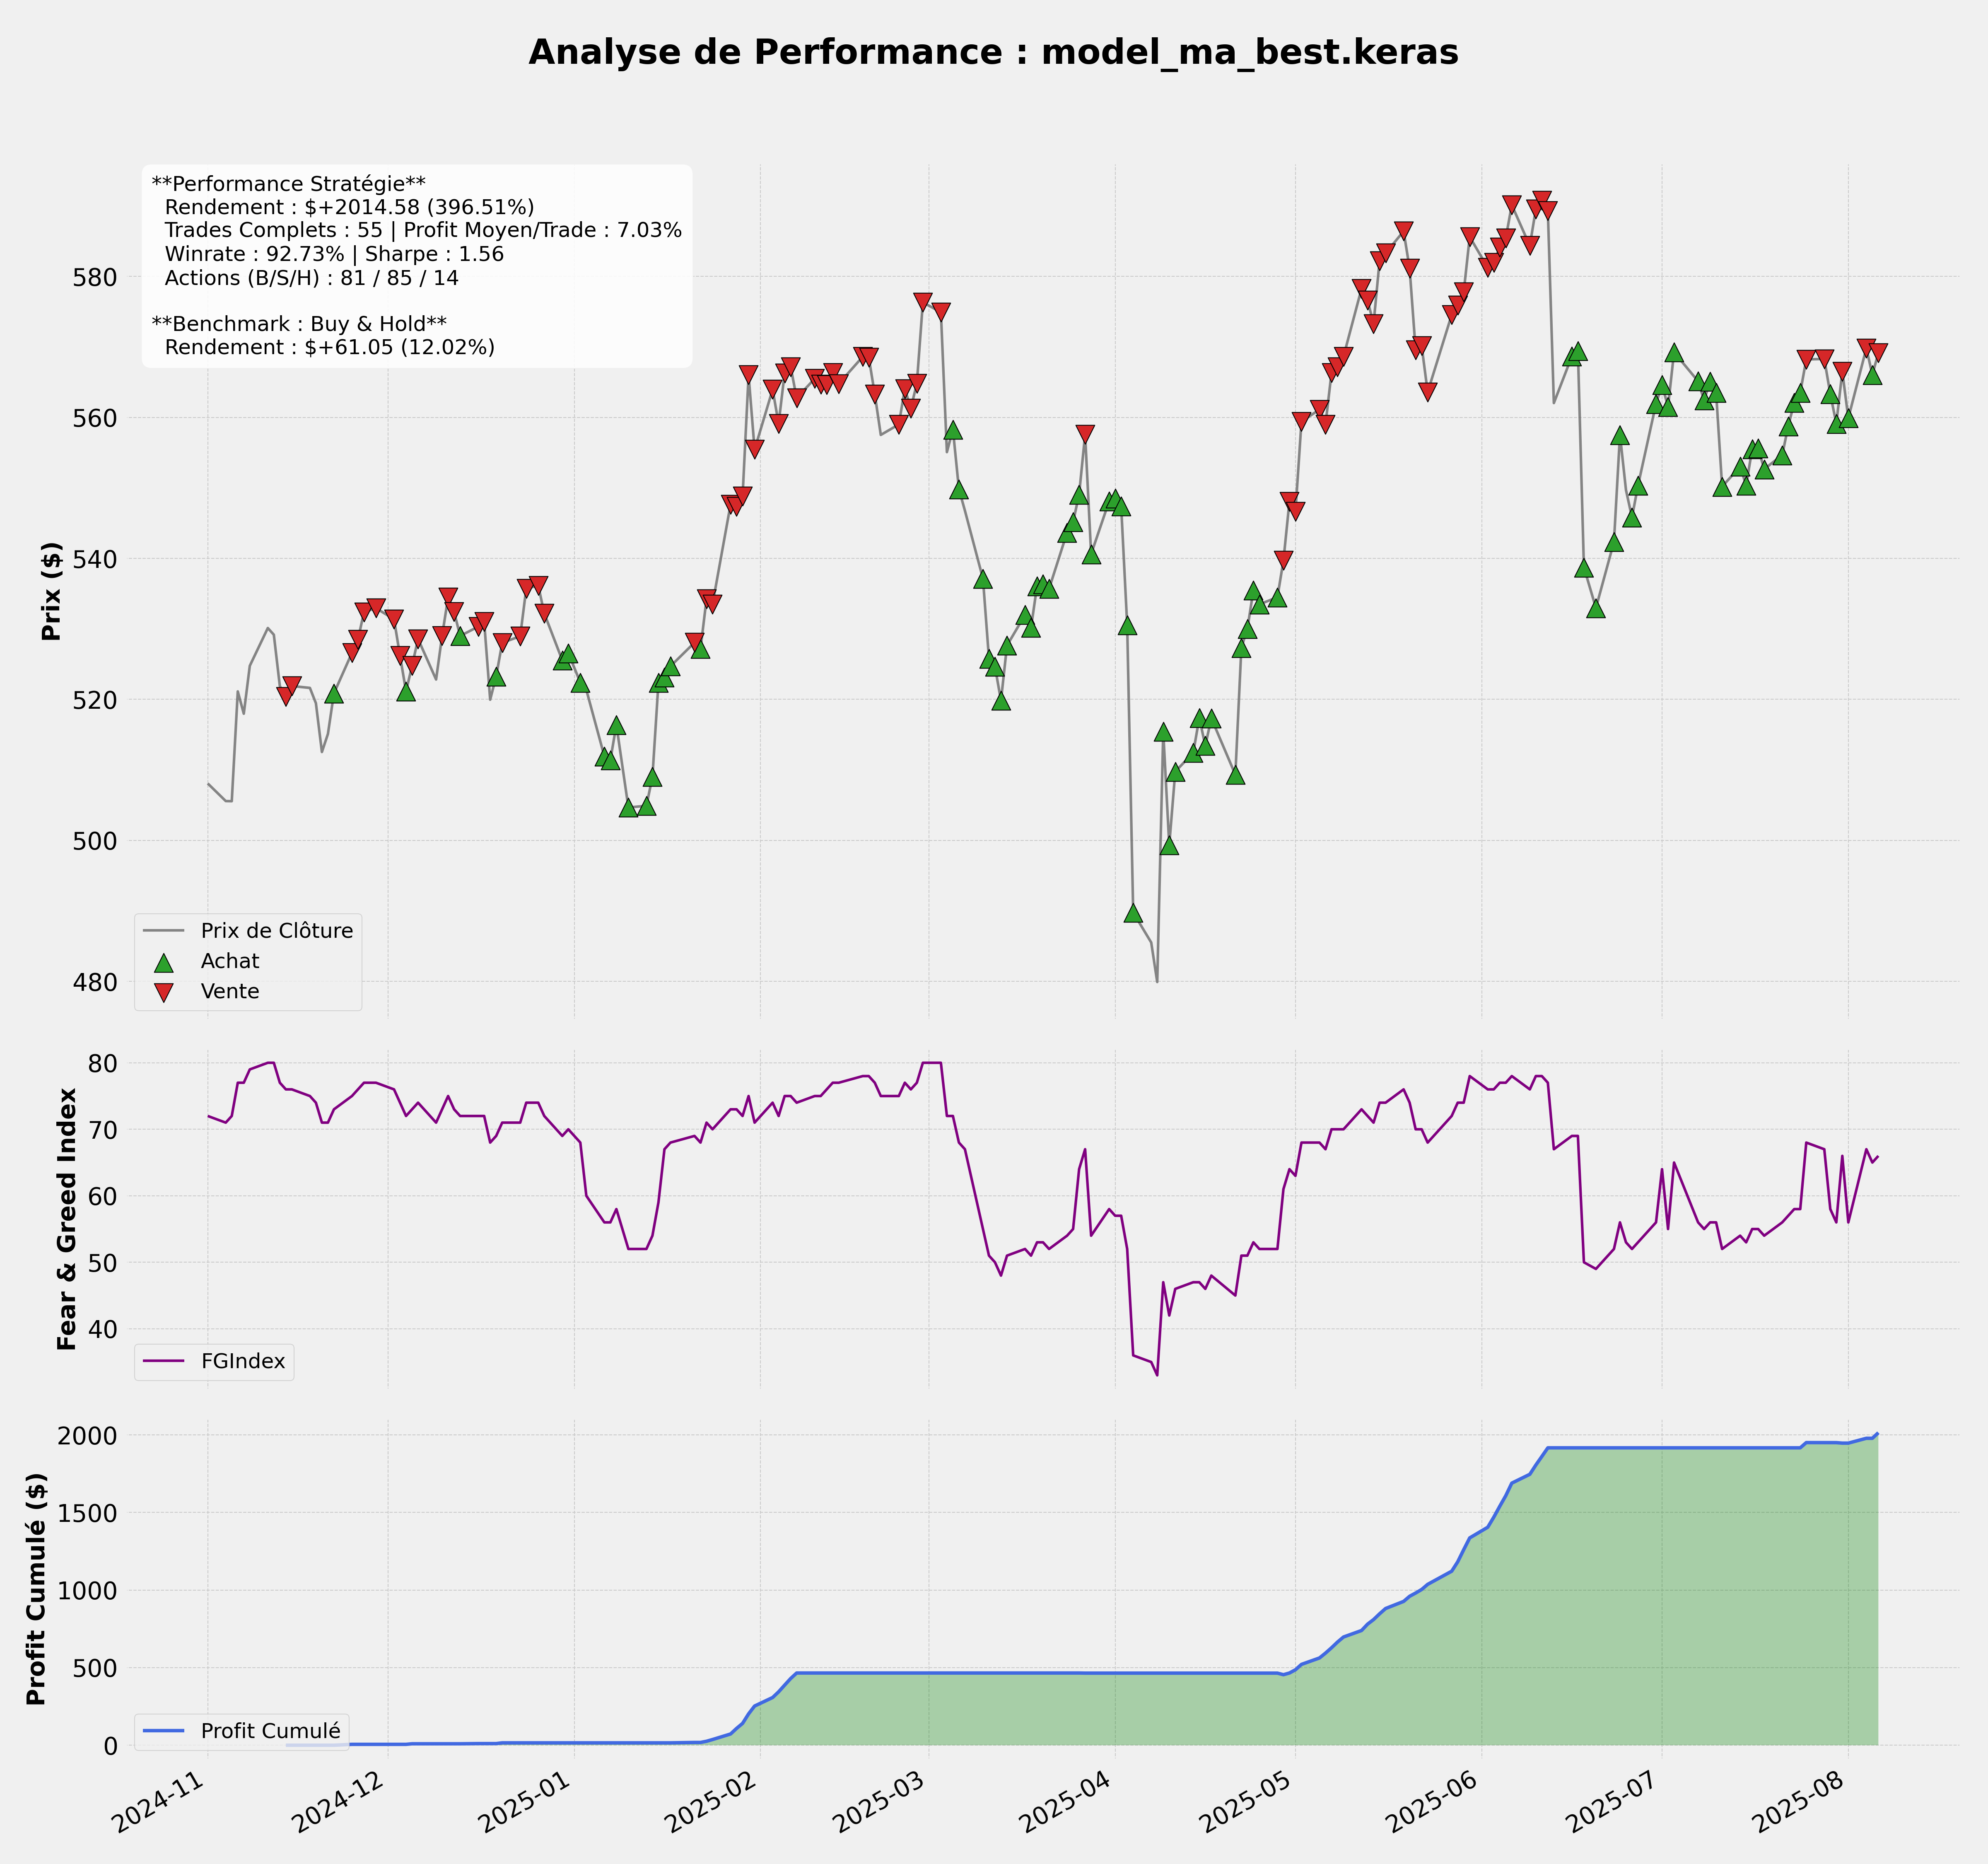 Analyse de Performance : model_ma_best.keras
**Performance Stratégie**
Rendement : $+2014.58 (396.51%)
Trades Complets : 55 | Profit Moyen/Trade : 7.03%
Winrate : 92.73% | Sharpe : 1.56
Actions (B/S/H) : 81 / 85 / 14
**Benchmark : Buy & Hold**
Rendement : $+61.05 (12.02%)
Prix ($)
580
560
540
520
500
480
Prix de Clôture
Achat
Vente
Fear & Greed Index
80
70
60
50
40
FGIndex
Profit Cumulé ($)
2000
1500
1000
500
0
Profit Cumulé
2024-11
2024-12
2025-01
2025-02
2025-03
2025-04
2025-05
2025-06
2025-07
2025-08